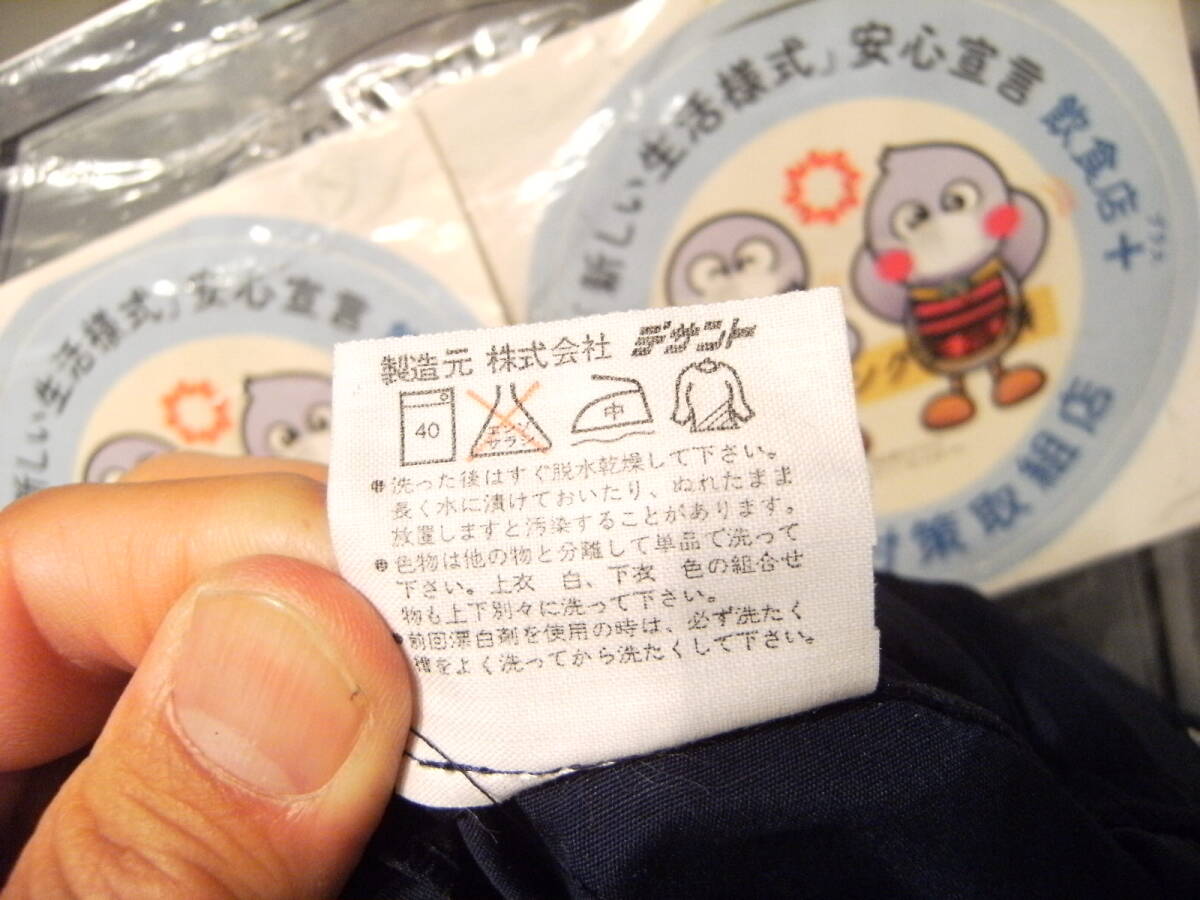 「新しい生活様式」安心宣言 飲食店＋
プラス
策取組店
しい生活様式」安心宣言
製造元 株式会社 デサント
40
エンソ
サラシ
中
洗った後はすぐ脱水乾燥して下さい。
長く水に漬けておいたり、ぬれたまま
放置しますと汚染することがあります。
色物は他の物と分離して単品で洗って
下さい。上衣 白、下衣 色の組合せ
物も上下別々に洗って下さい。
前回漂白剤を使用の時は、必ず洗たく
槽をよく洗ってから洗たくして下さい。